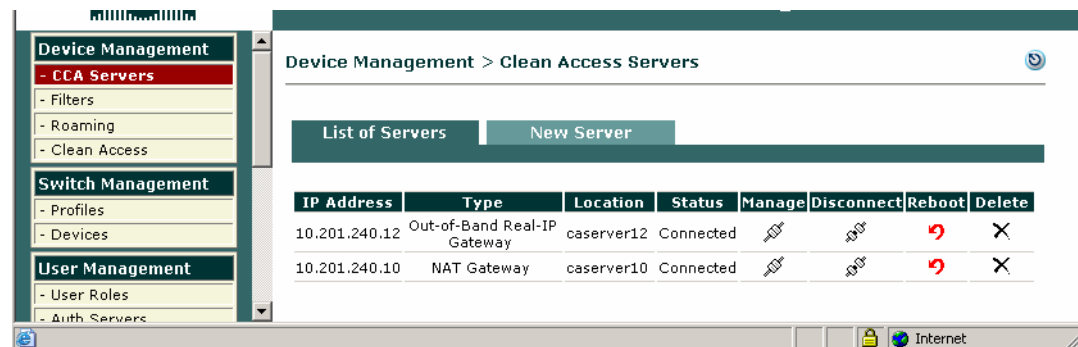 Device Management
- CCA Servers
- Filters
- Roaming
- Clean Access
Switch Management
- Profiles
- Devices
User Management
- User Roles
- Auth Servers
Device Management > Clean Access Servers
List of Servers New Server
IP Address Type Location Status Manage Disconnect Reboot Delete
10.201.240.12 Out-of-Band Real-IP Gateway caserver12 Connected
10.201.240.10 NAT Gateway caserver10 Connected
Internet